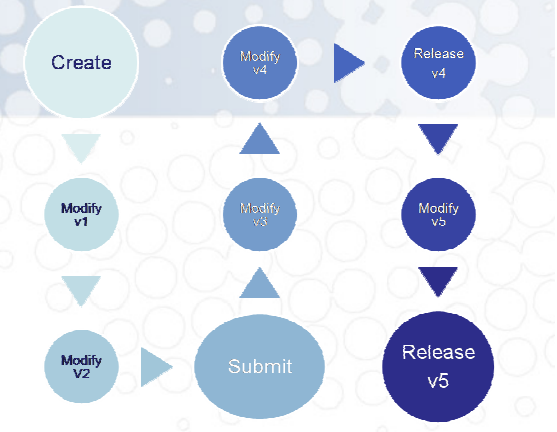 Create
Modify
v1
Modify
V2
Submit
Modify
v3
Modify
v4
Release
v4
Modify
v5
Release
v5